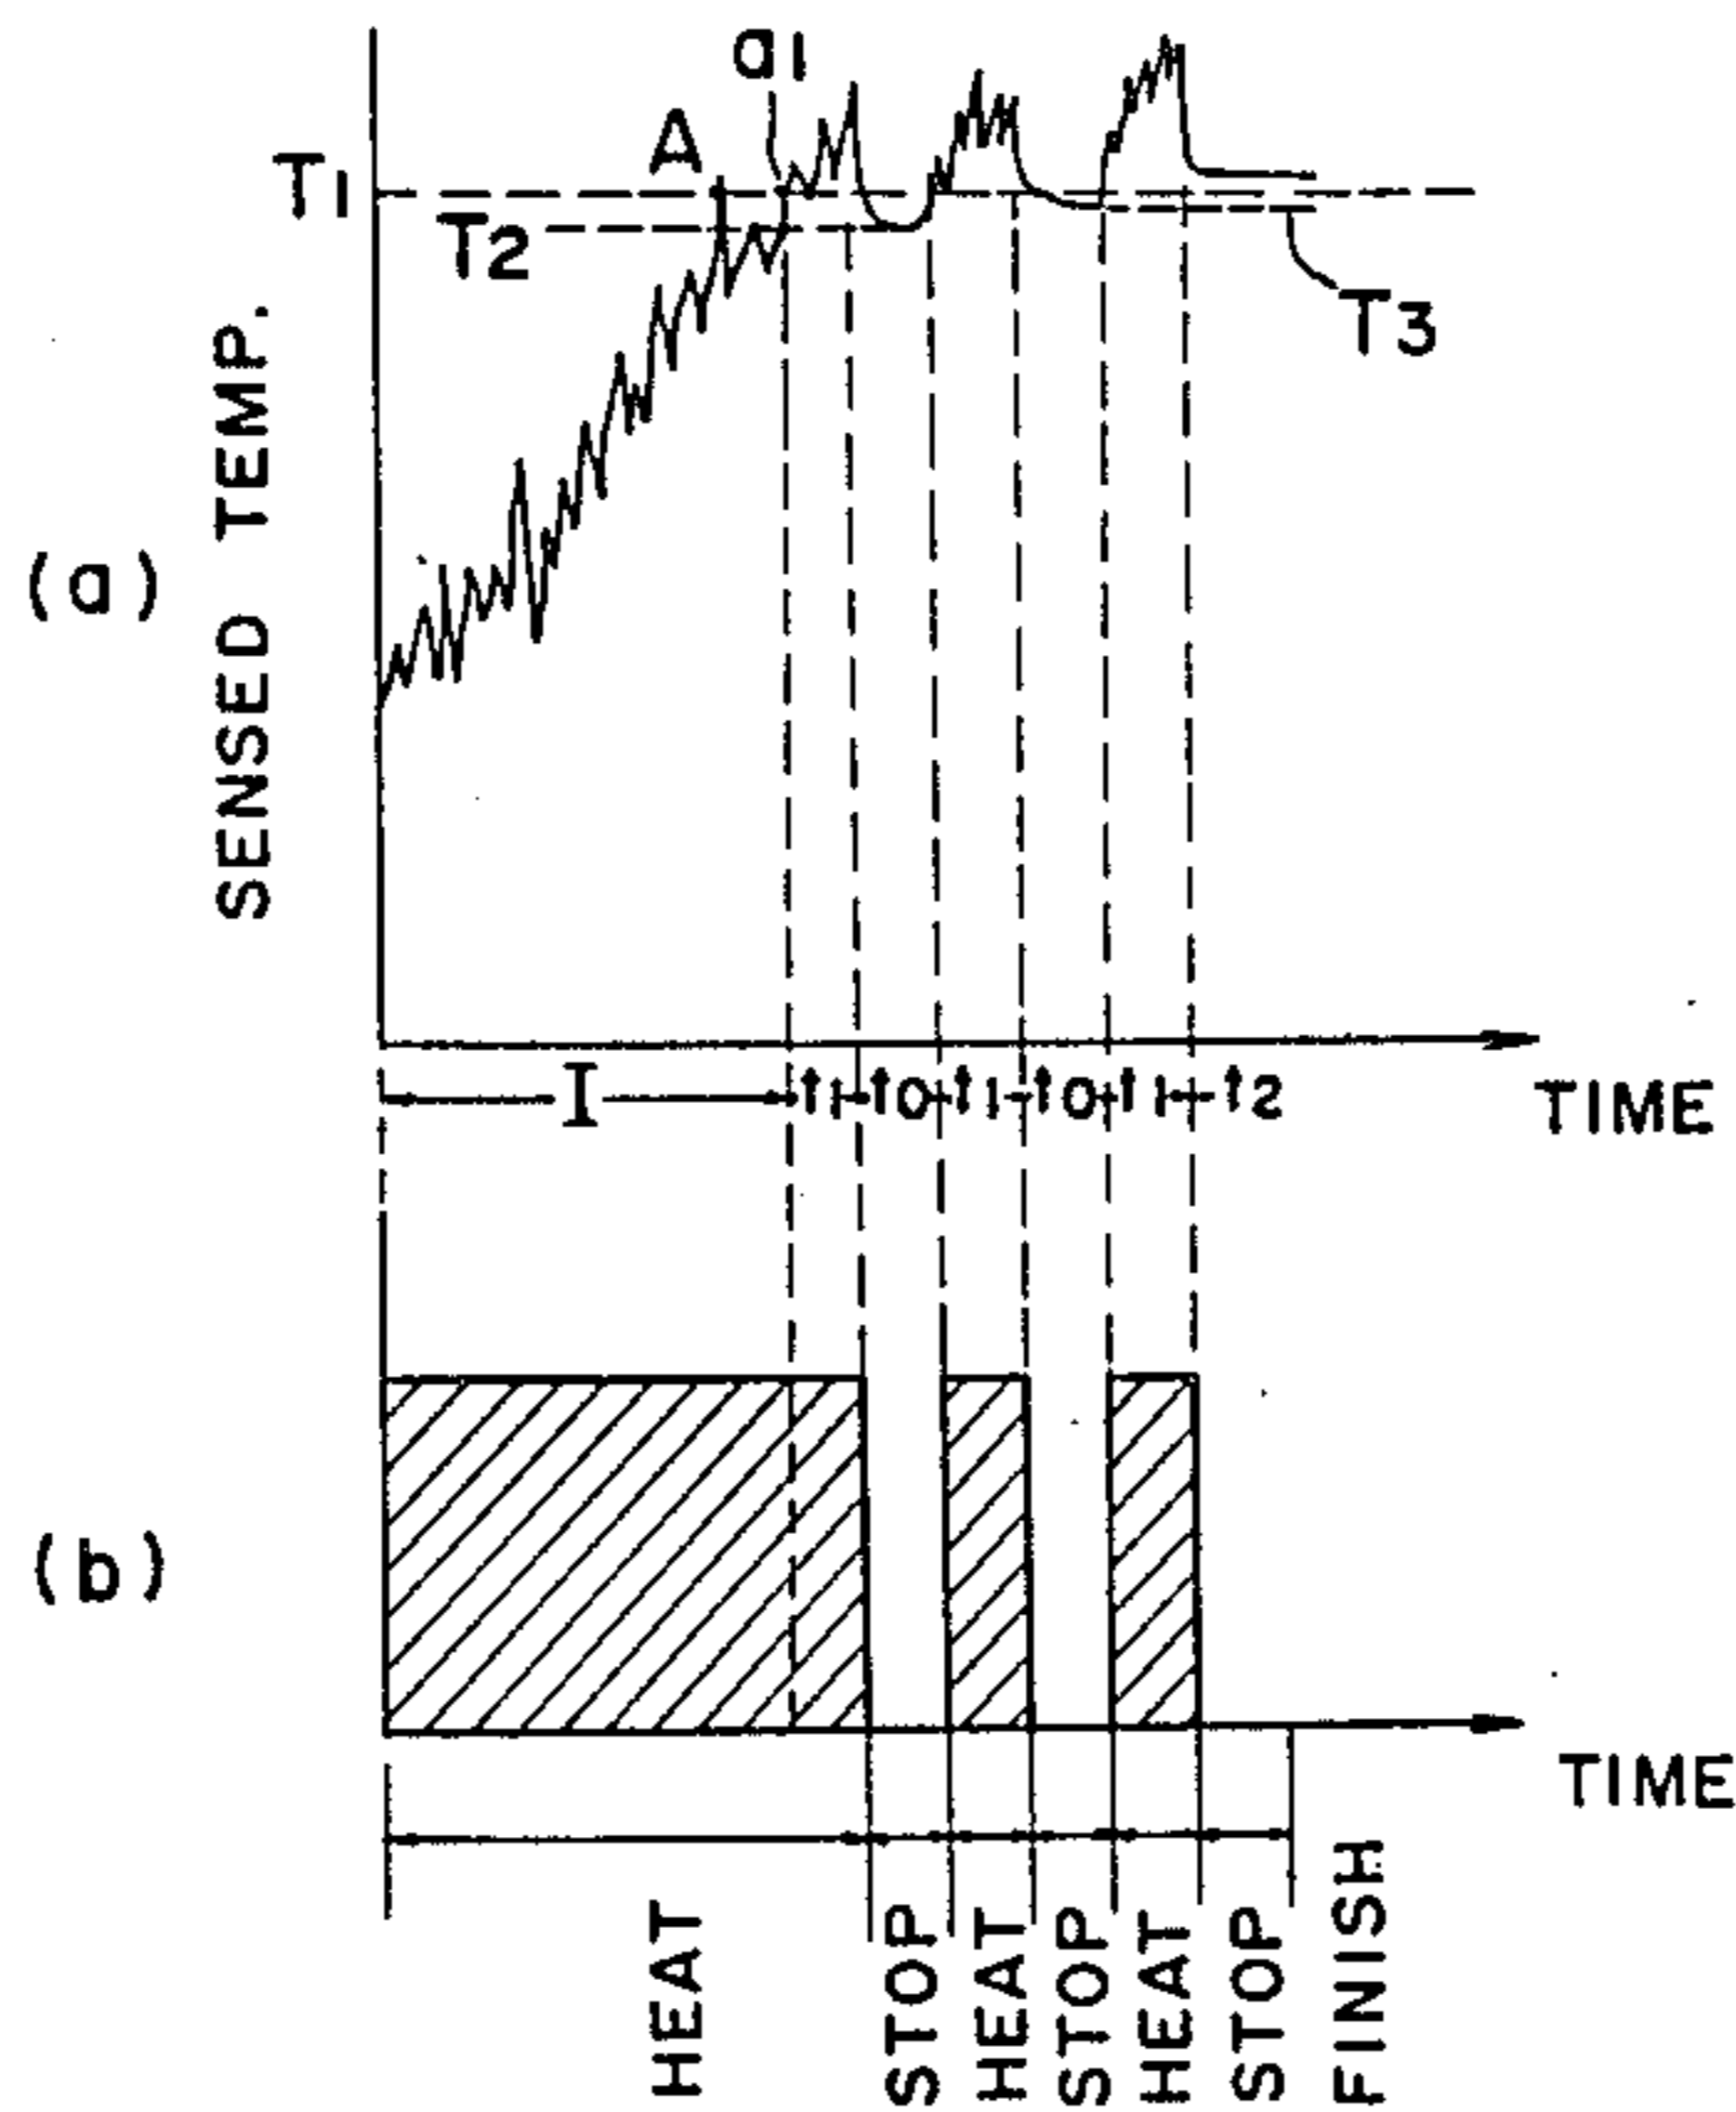 a1
A
T1
T2
T3
SENSED TEMP.
(a)
I t1 t0 t1 t0 t1 t2
TIME
(b)
TIME
HEAT STOP HEAT STOP HEAT STOP FINISH